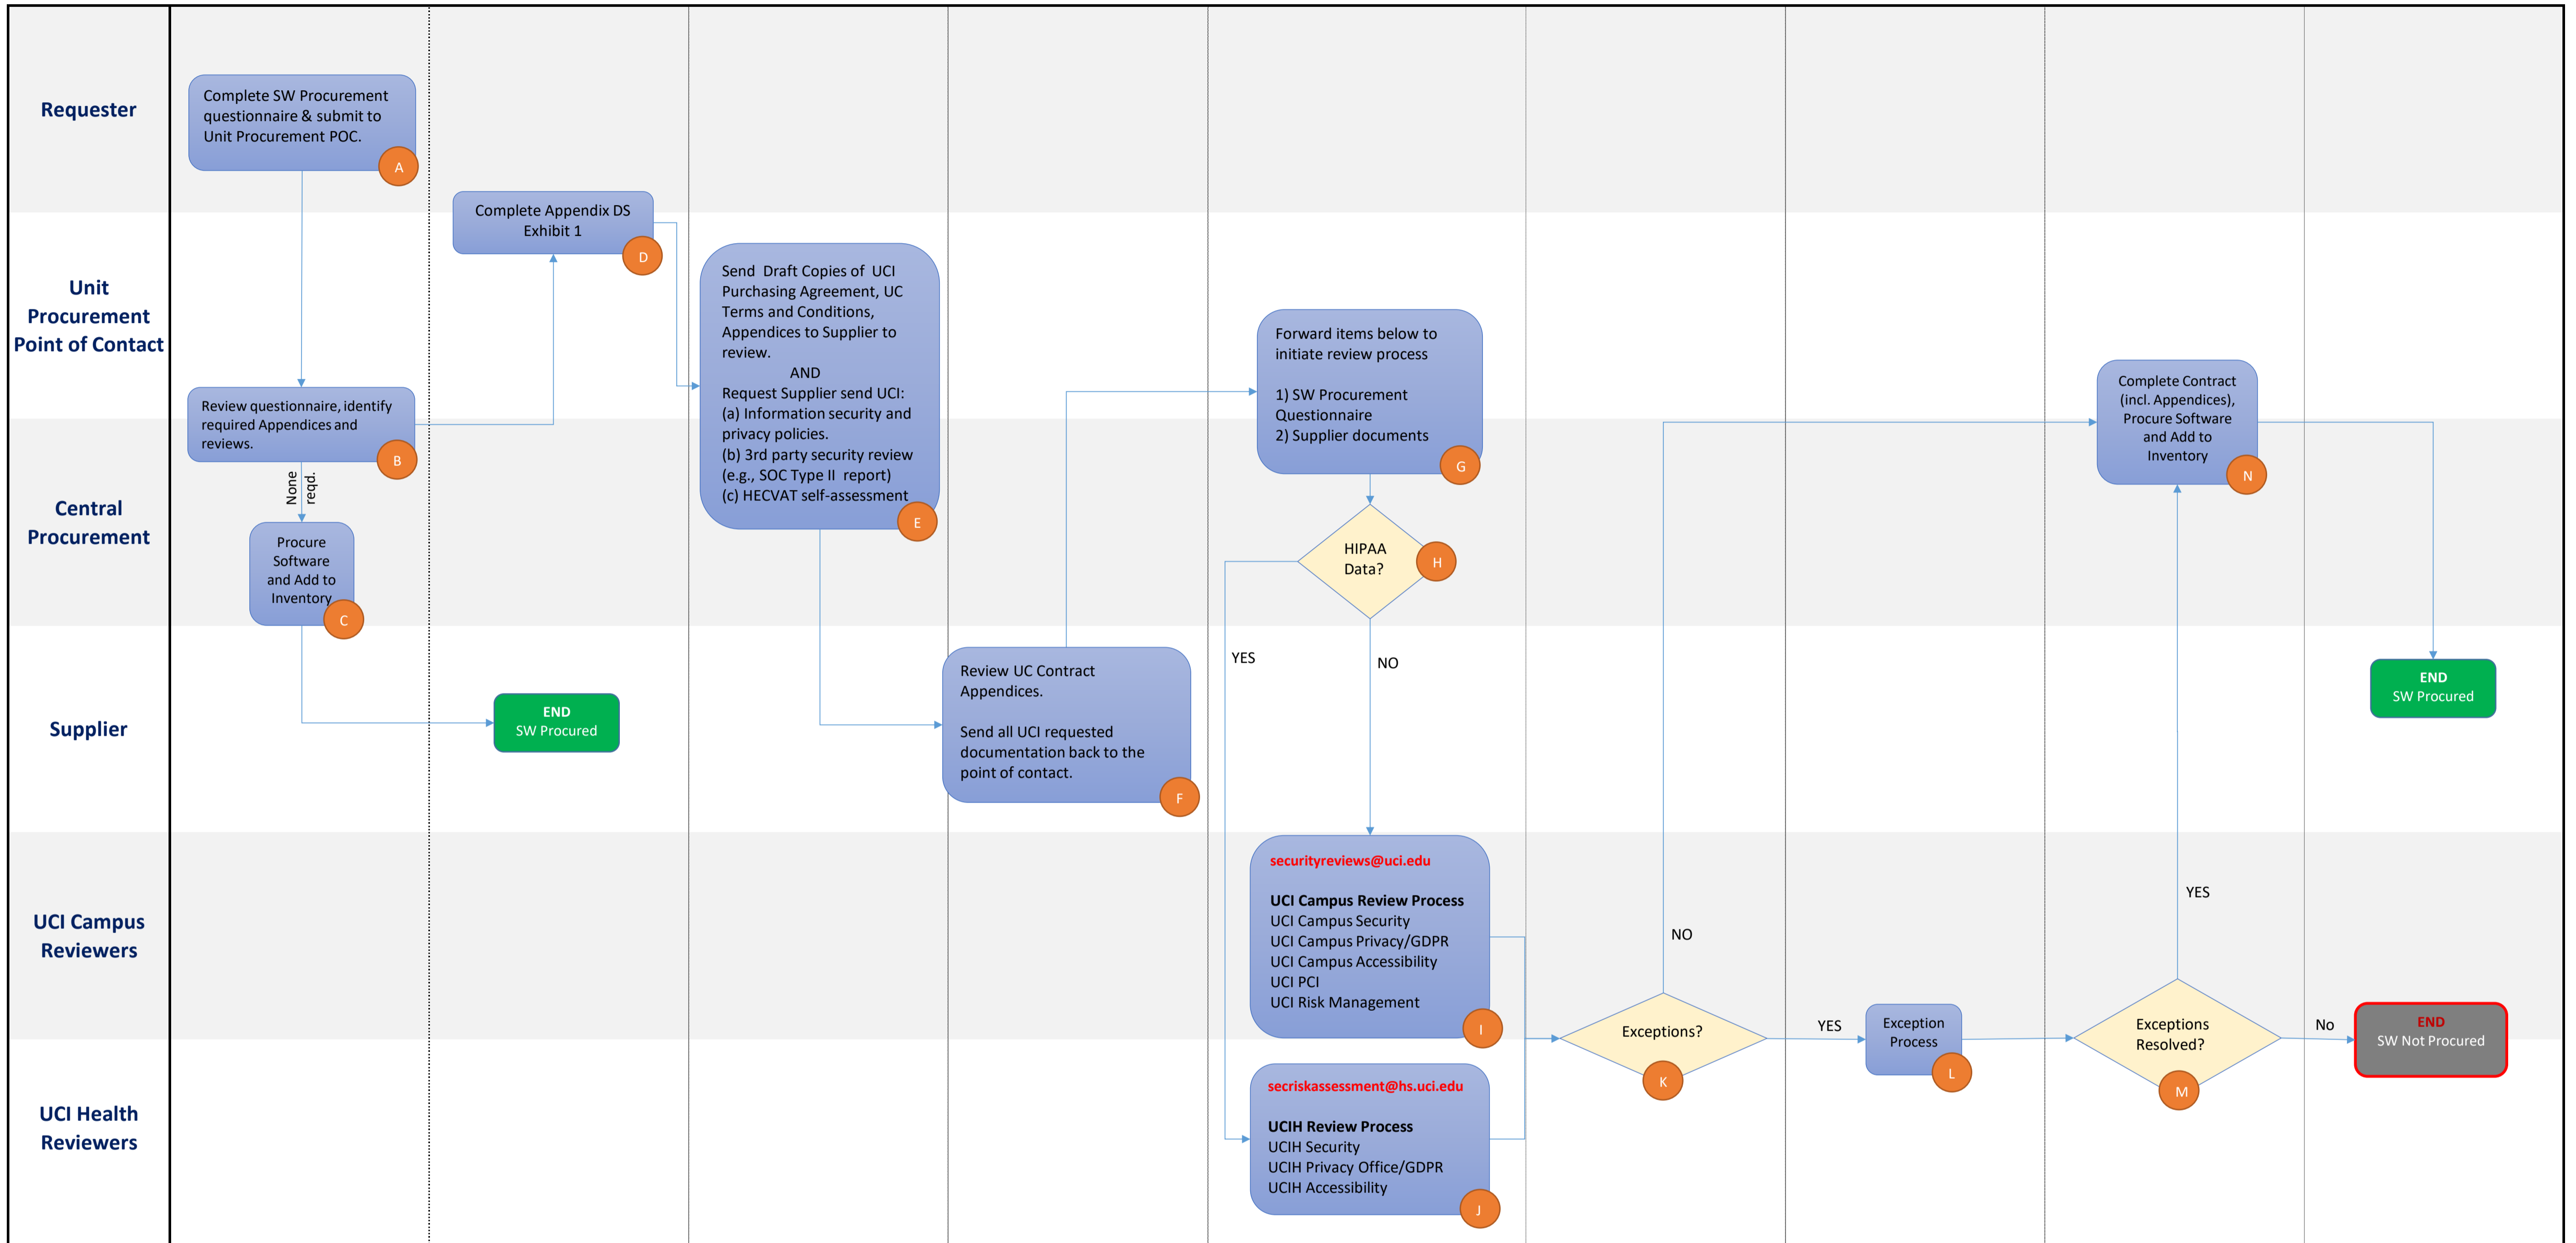 Requester
Complete SW Procurement
questionnaire & submit to
Unit Procurement POC.
A
Unit
Procurement
Point of Contact
Review questionnaire, identify
required Appendices and
reviews.
B
None
reqd.
Central
Procurement
Procure
Software
and Add to
Inventory
C
Complete Appendix DS
Exhibit 1
D
Send Draft Copies of UCI
Purchasing Agreement, UC
Terms and Conditions,
Appendices to Supplier to
review.
AND
Request Supplier send UCI:
(a) Information security and
privacy policies.
(b) 3rd party security review
(e.g., SOC Type II report)
(c) HECVAT self-assessment
E
Supplier
END
SW Procured
Review UC Contract
Appendices.
Send all UCI requested
documentation back to the
point of contact.
F
Forward items below to
initiate review process
1) SW Procurement
Questionnaire
2) Supplier documents
G
HIPAA
Data?
H
YES
NO
UCI Campus
Reviewers
securityreviews@uci.edu
UCI Campus Review Process
UCI Campus Security
UCI Campus Privacy/GDPR
UCI Campus Accessibility
UCI PCI
UCI Risk Management
I
UCI Health
Reviewers
secriskassessment@hs.uci.edu
UCIH Review Process
UCIH Security
UCIH Privacy Office/GDPR
UCIH Accessibility
J
Exceptions?
K
NO
YES
Exception
Process
L
Exceptions
Resolved?
M
YES
No
Complete Contract
(incl. Appendices),
Procure Software
and Add to
Inventory
N
END
SW Procured
END
SW Not Procured